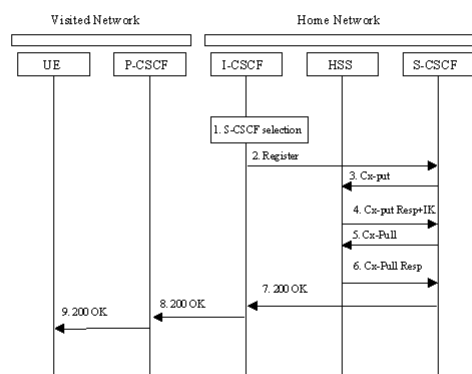 Visited Network
Home Network
UE
P-CSCF
I-CSCF
HSS
S-CSCF
1. S-CSCF selection
2. Register
3. Cx-put
4. Cx-put Resp+IK
5. Cx-Pull
6. Cx-Pull Resp
7. 200 OK
8. 200 OK
9. 200 OK